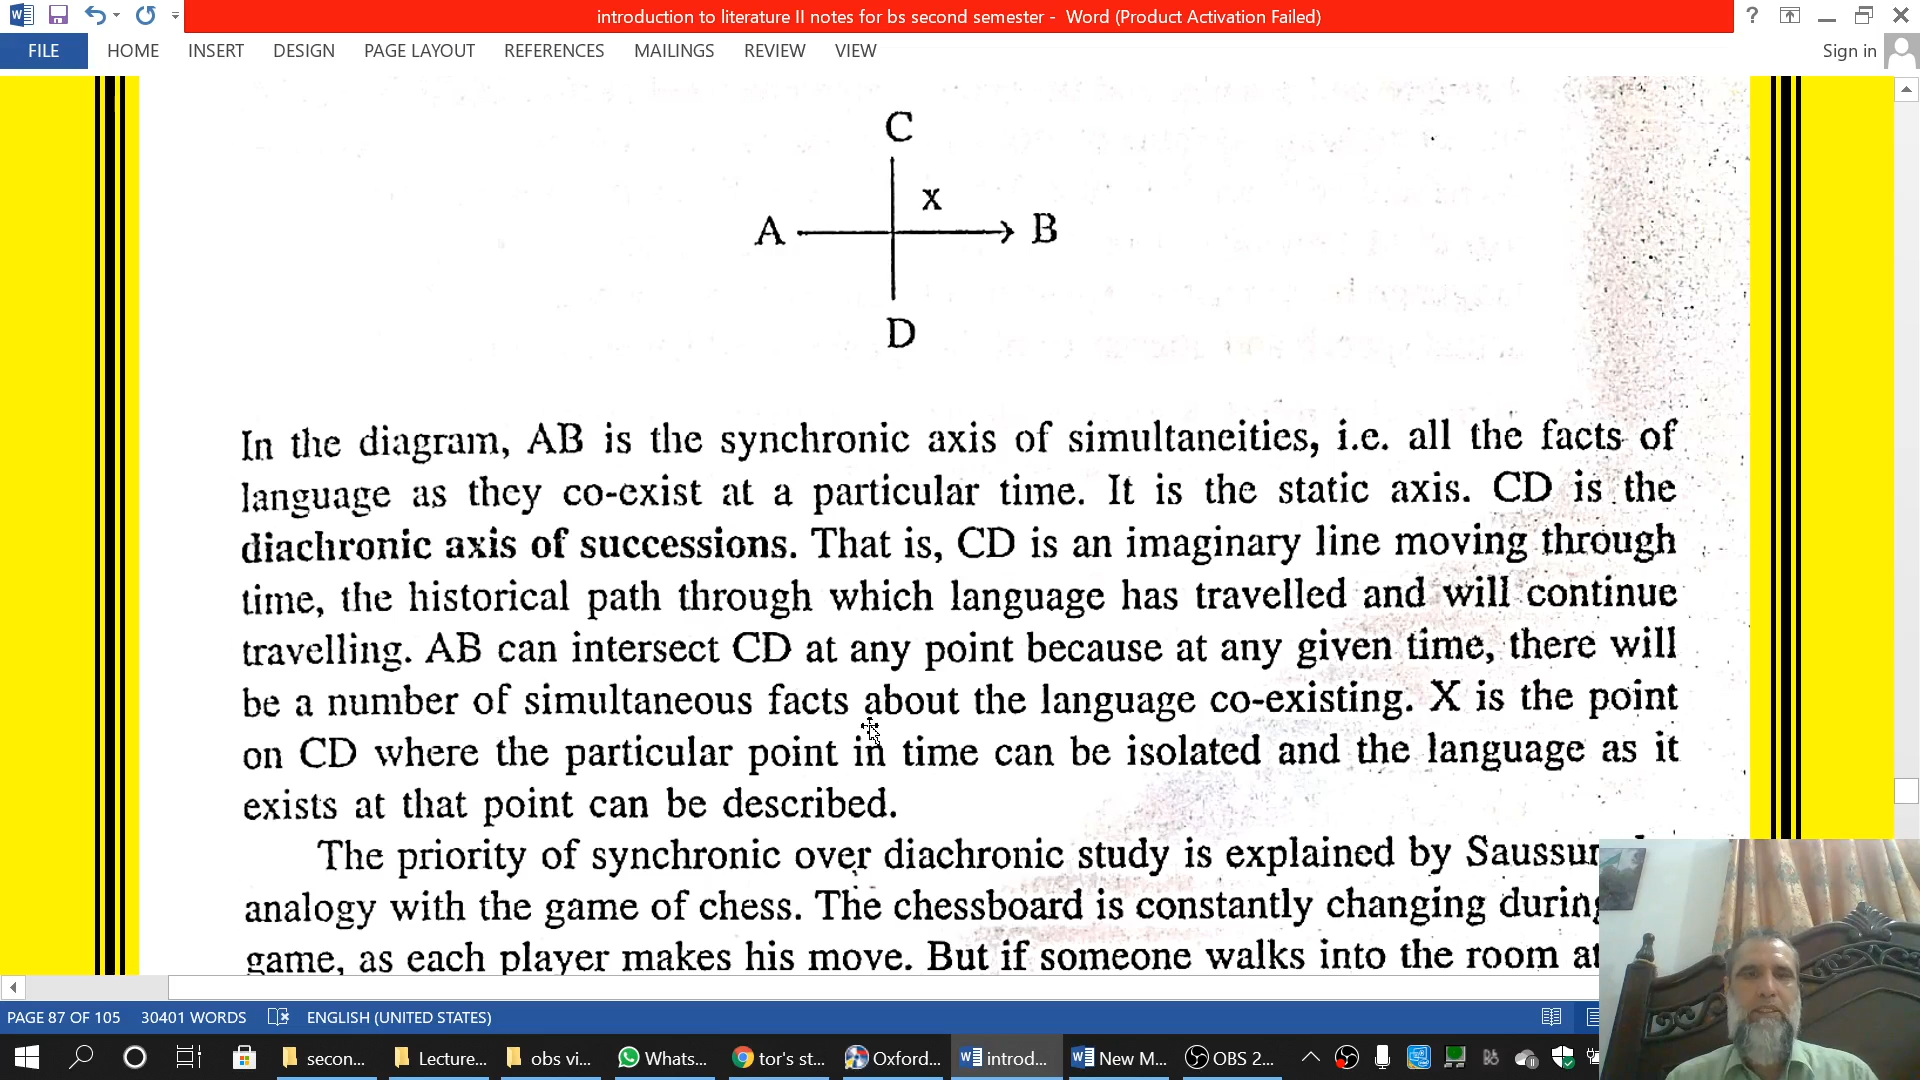 introduction to literature II notes for bs second semester - Word (Product Activation Failed)
FILE HOME INSERT DESIGN PAGE LAYOUT REFERENCES MAILINGS REVIEW VIEW Sign in
C
x
A B
D
In the diagram, AB is the synchronic axis of simultaneities, i.e. all the facts of
language as they co-exist at a particular time. It is the static axis. CD is the
diachronic axis of successions. That is, CD is an imaginary line moving through
time, the historical path through which language has travelled and will continue
travelling. AB can intersect CD at any point because at any given time, there will
be a number of simultaneous facts about the language co-existing. X is the point
on CD where the particular point in time can be isolated and the language as it
exists at that point can be described.
The priority of synchronic over diachronic study is explained by
analogy with the game of chess. The chessboard is constantly changing during
game, as each player makes his move. But if someone walks into the room
PAGE 87 OF 105 30401 WORDS ENGLISH (UNITED STATES)
secon... Lecture... obs vi... Whats... tor's st... Oxford... introd... New M... OBS 2...